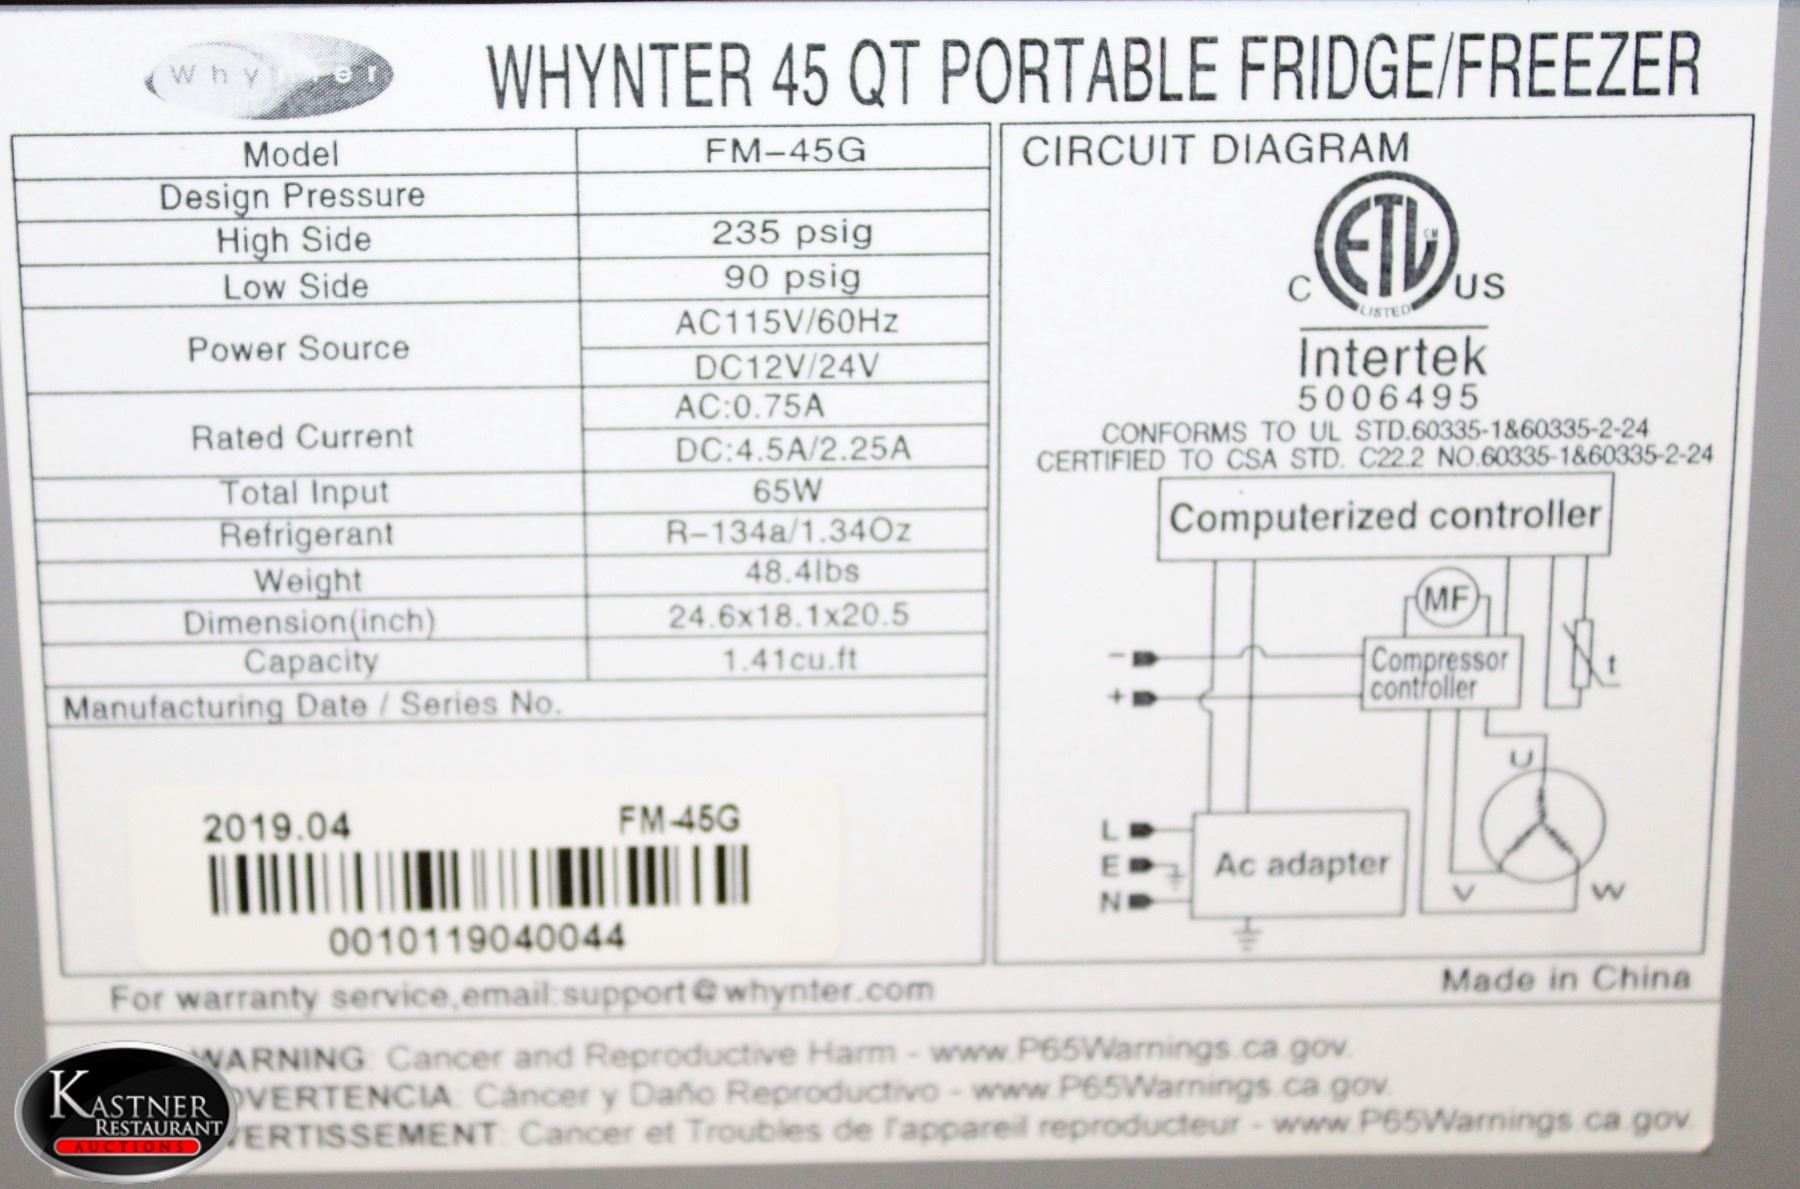 Whynter
WHYNTER 45 QT PORTABLE FRIDGE/FREEZER
Model FM-45G
Design Pressure
High Side 235 psig
Low Side 90 psig
Power Source AC115V/60Hz
DC12V/24V
Rated Current AC:0.75A
DC:4.5A/2.25A
Total Input 65W
Refrigerant R-134a/1.34Oz
Weight 48.4lbs
Dimension(inch) 24.6x18.1x20.5
Capacity 1.41cu.ft
Manufacturing Date / Series No.
2019.04 FM-45G
0010119040044
CIRCUIT DIAGRAM
ETL CM
C US
LISTED
Intertek
5006495
CONFORMS TO UL STD.60335-1&60335-2-24
CERTIFIED TO CSA STD. C22.2 NO.60335-1&60335-2-24
Computerized controller
MF
- Compressor
+ controller
t
U
L
E Ac adapter
N
V W
For warranty service,email:support@whynter.com
Made in China
WARNING: Cancer and Reproductive Harm - www.P65Warnings.ca.gov.
DVERTENCIA: Cáncer y Daño Reproductivo - www.P65Warnings.ca.gov.
VERTISSEMENT: Cancer et Troubles de l'appareil reproducteur - www.P65Warnings.ca.gov
KASTNER
RESTAURANT
AUCTIONS